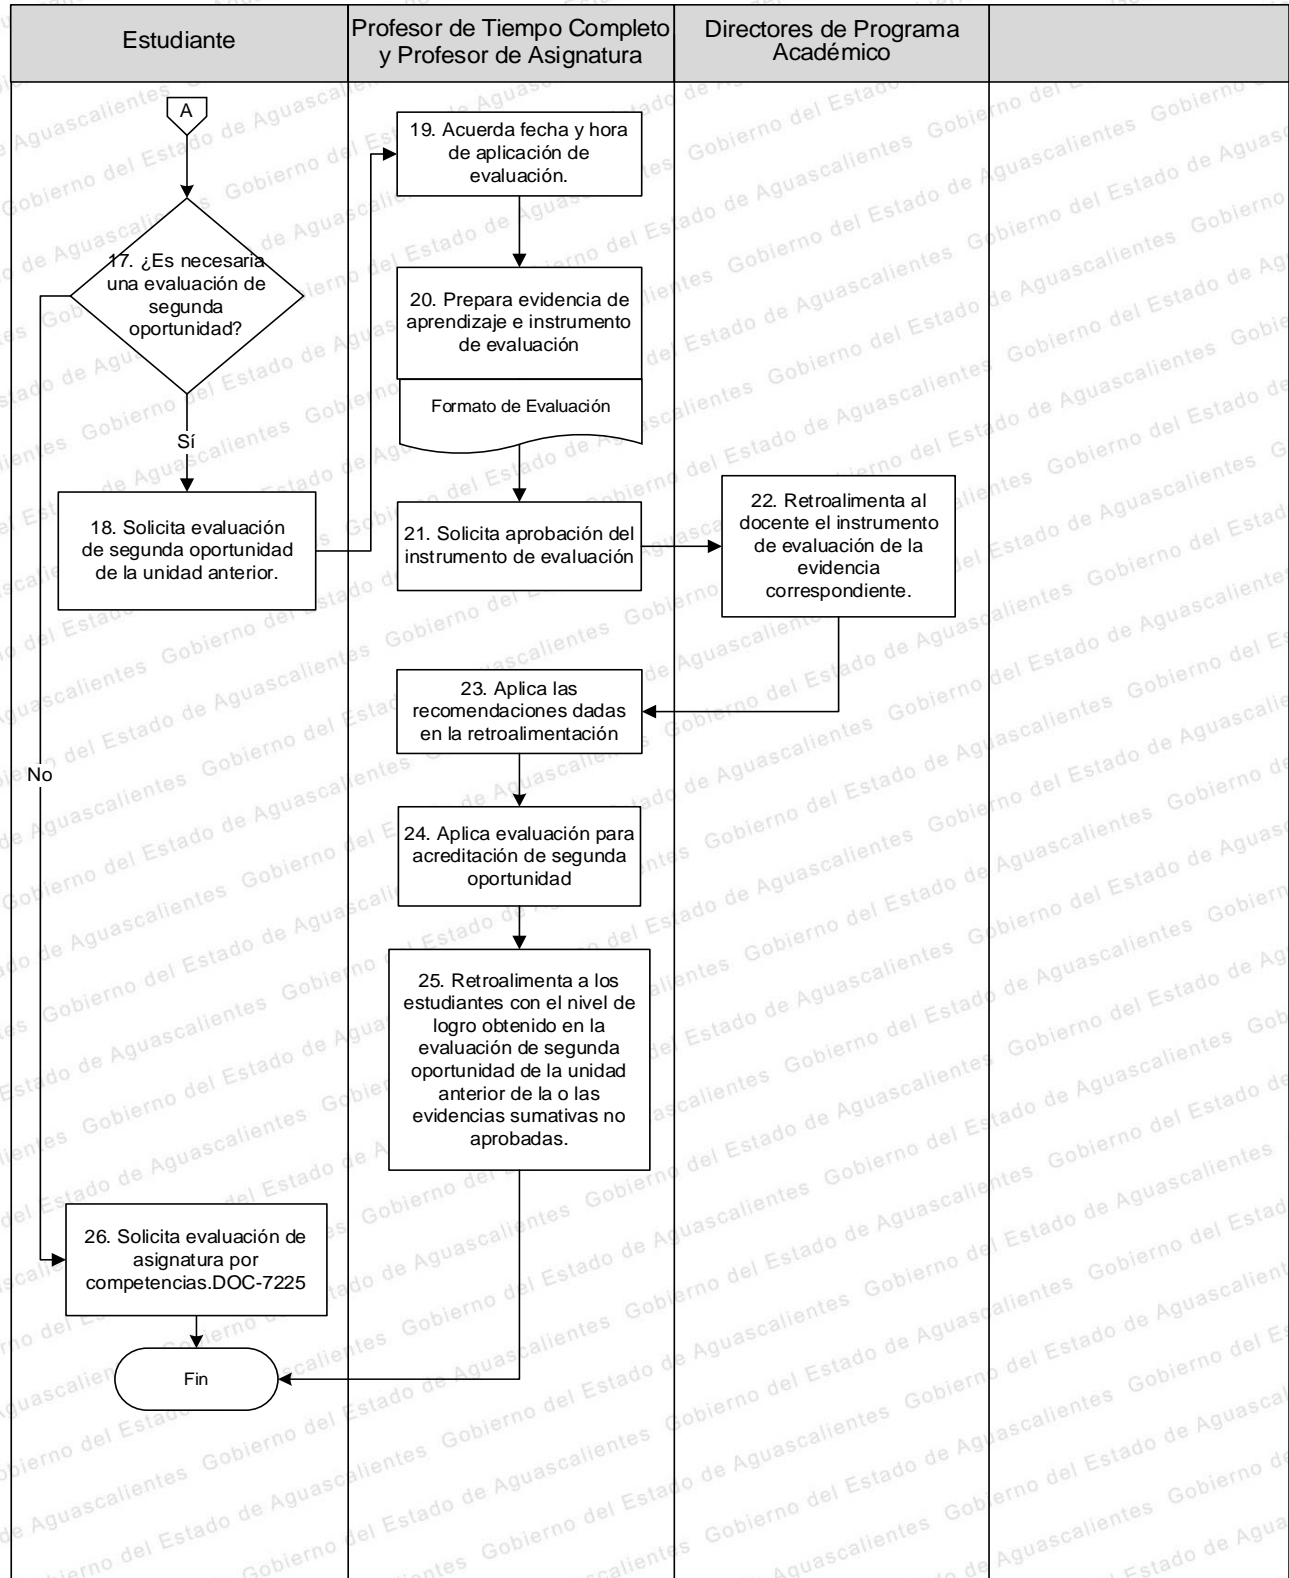 Estudiante
Profesor de Tiempo Completo
y Profesor de Asignatura
Directores de Programa
Académico
A
17. ¿Es necesaria
una evaluación de
segunda
oportunidad?
Sí
No
18. Solicita evaluación
de segunda oportunidad
de la unidad anterior.
19. Acuerda fecha y hora
de aplicación de
evaluación.
20. Prepara evidencia de
aprendizaje e instrumento
de evaluación
Formato de Evaluación
21. Solicita aprobación del
instrumento de evaluación
22. Retroalimenta al
docente el instrumento
de evaluación de la
evidencia
correspondiente.
23. Aplica las
recomendaciones dadas
en la retroalimentación
24. Aplica evaluación para
acreditación de segunda
oportunidad
25. Retroalimenta a los
estudiantes con el nivel de
logro obtenido en la
evaluación de segunda
oportunidad de la unidad
anterior de la o las
evidencias sumativas no
aprobadas.
26. Solicita evaluación de
asignatura por
competencias.DOC-7225
Fin
Gobierno del Estado de Aguascalientes